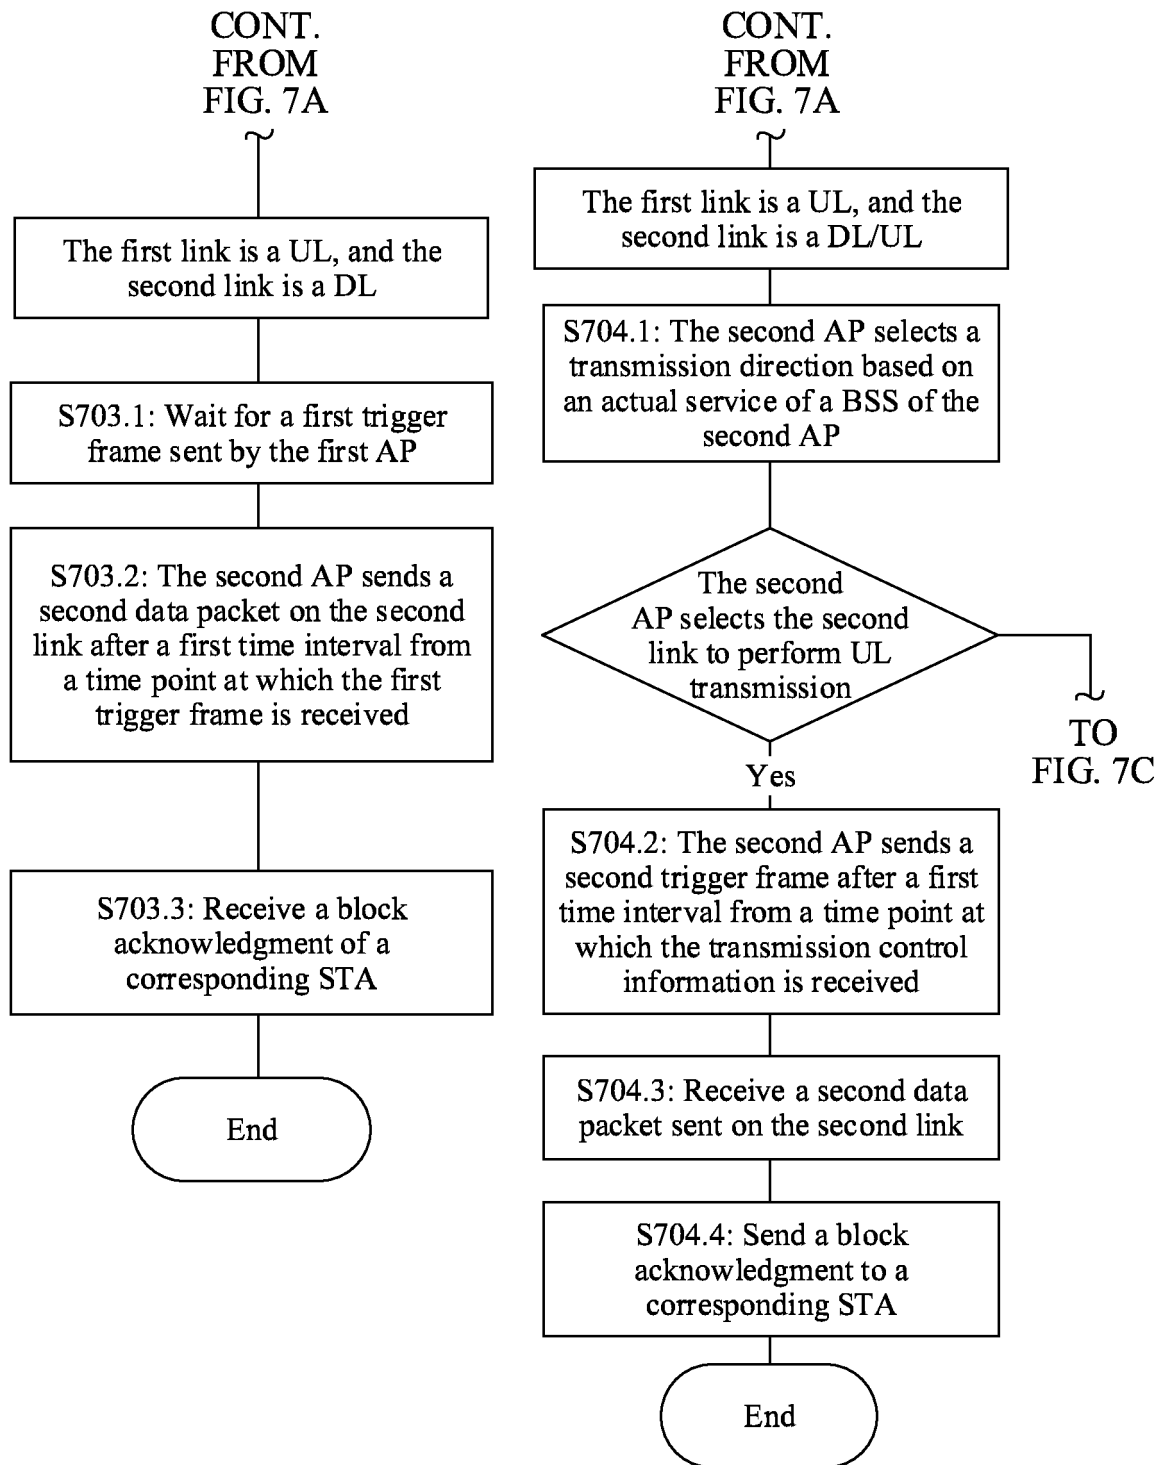 CONT.
FROM
FIG. 7A
The first link is a UL, and the
second link is a DL
S703.1: Wait for a first trigger
frame sent by the first AP
S703.2: The second AP sends a
second data packet on the second
link after a first time interval from
a time point at which the first
trigger frame is received
S703.3: Receive a block
acknowledgment of a
corresponding STA
End
CONT.
FROM
FIG. 7A
The first link is a UL, and the
second link is a DL/UL
S704.1: The second AP selects a
transmission direction based on
an actual service of a BSS of the
second AP
The second
AP selects the second
link to perform UL
transmission
TO
FIG. 7C
Yes
S704.2: The second AP sends a
second trigger frame after a first
time interval from a time point at
which the transmission control
information is received
S704.3: Receive a second data
packet sent on the second link
S704.4: Send a block
acknowledgment to a
corresponding STA
End